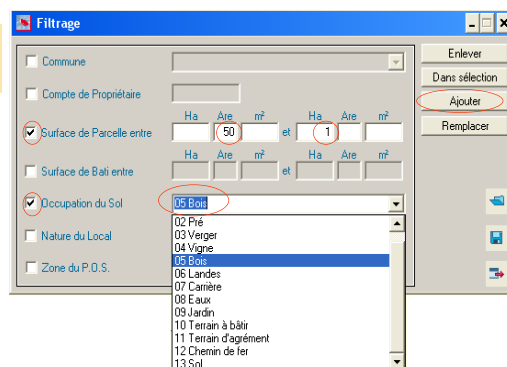 Filtrage
Commune
Enlever
Dans sélection
Compte de Propriétaire
Ajouter
Ha Are m² Ha Are m²
Surface de Parcelle entre 50 et 1
Remplacer
Ha Are m² Ha Are m²
Surface de Bati entre et
Occupation du Sol 05 Bois
Nature du Local
Zone du P.O.S.
02 Pré
03 Verger
04 Vigne
05 Bois
06 Landes
07 Carrière
08 Eaux
09 Jardin
10 Terrain à bâtir
11 Terrain d'agrément
12 Chemin de fer
13 Sol